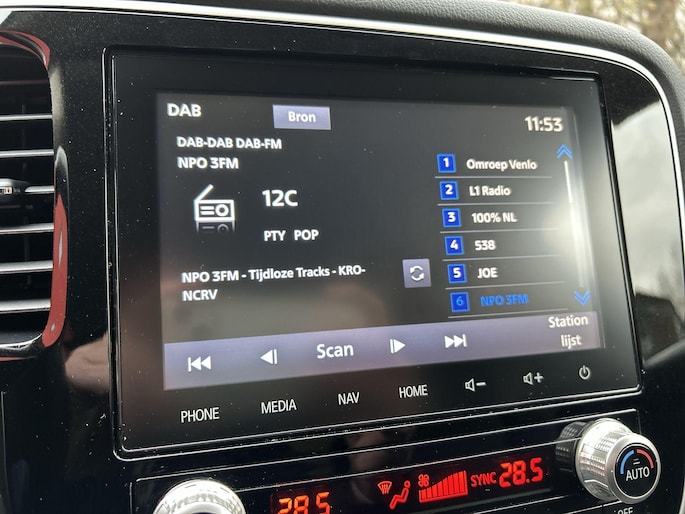 DAB
Bron
11:53
DAB-DAB DAB-FM
NPO 3FM
12C
PTY POP
NPO 3FM - Tijdloze Tracks - KRO-
NCRV
1 Omroep Venlo
2 L1 Radio
3 100% NL
4 538
5 JOE
6 NPO 3FM
Scan
Station
lijst
PHONE
MEDIA
NAV
HOME
28.5
SYNC 28.5
AUTO
OFF